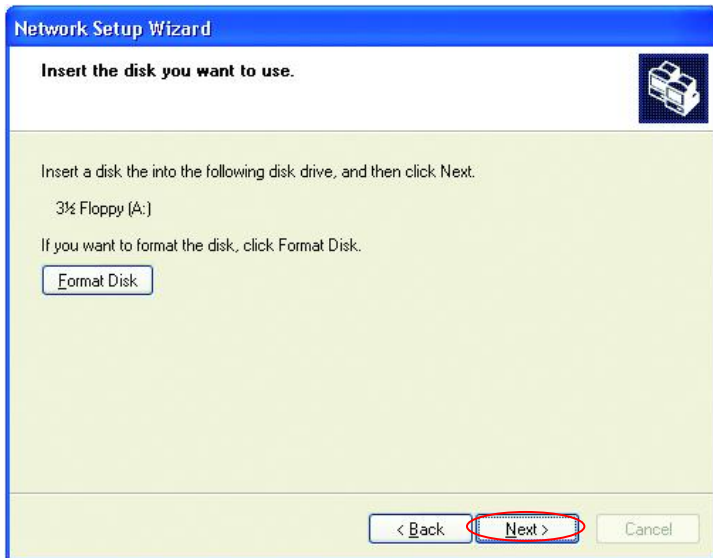 Network Setup Wizard
Insert the disk you want to use.
Insert a disk the into the following disk drive, and then click Next.
3½ Floppy (A:)
If you want to format the disk, click Format Disk.
Format Disk
< Back Next > Cancel